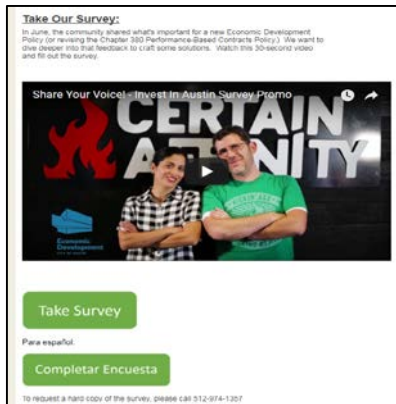 Take Our Survey:
In June, the community shared what's important for a new Economic Development
Policy (or revising the Chapter 380 Performance-Based Contracts Policy.) We want to
dive deeper into that feedback to craft some solutions. Watch this 30-second video
and fill out the survey.
Share Your Voice! - Invest In Austin Survey Promo
CERTAIN
AFFINITY
Economic
Development
Take Survey
Para español.
Completar Encuesta
To request a hard copy of the survey, please call 512-974-1357